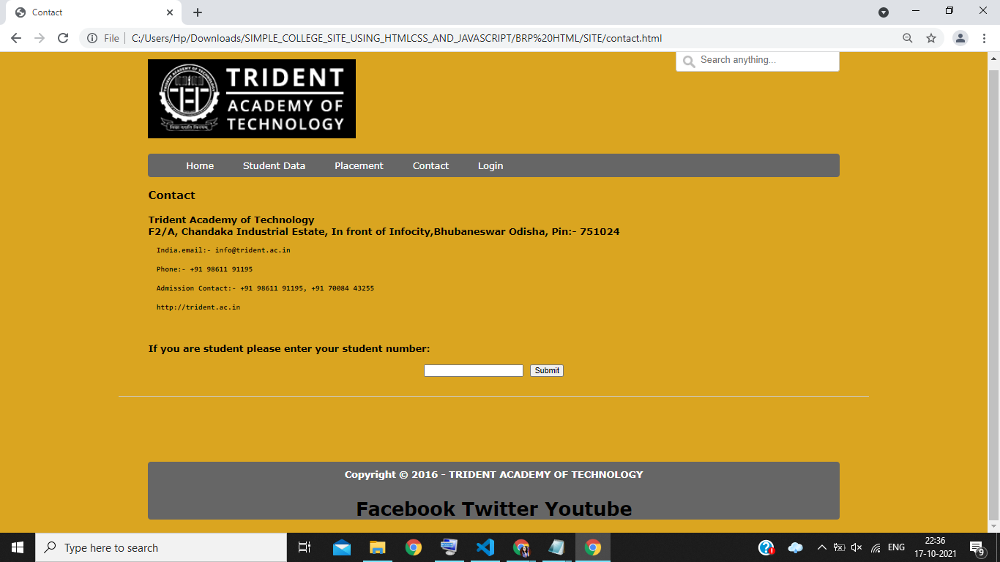 Contact
File
C:/Users/Hp/Downloads/SIMPLE_COLLEGE_SITE_USING_HTMLCSS_AND_JAVASCRIPT/BRP%20HTML/SITE/contact.html
TRIDENT
ACADEMY OF
TECHNOLOGY
Search anything...
Home Student Data Placement Contact Login
Contact
Trident Academy of Technology
F2/A, Chandaka Industrial Estate, In front of Infocity,Bhubaneswar Odisha, Pin:- 751024
India.email:- info@trident.ac.in
Phone:- +91 98611 91195
Admission Contact:- +91 98611 91195, +91 70084 43255
http://trident.ac.in
If you are student please enter your student number:
Submit
Copyright © 2016 - TRIDENT ACADEMY OF TECHNOLOGY
Facebook Twitter Youtube
Type here to search
ENG
22:36
17-10-2021
9